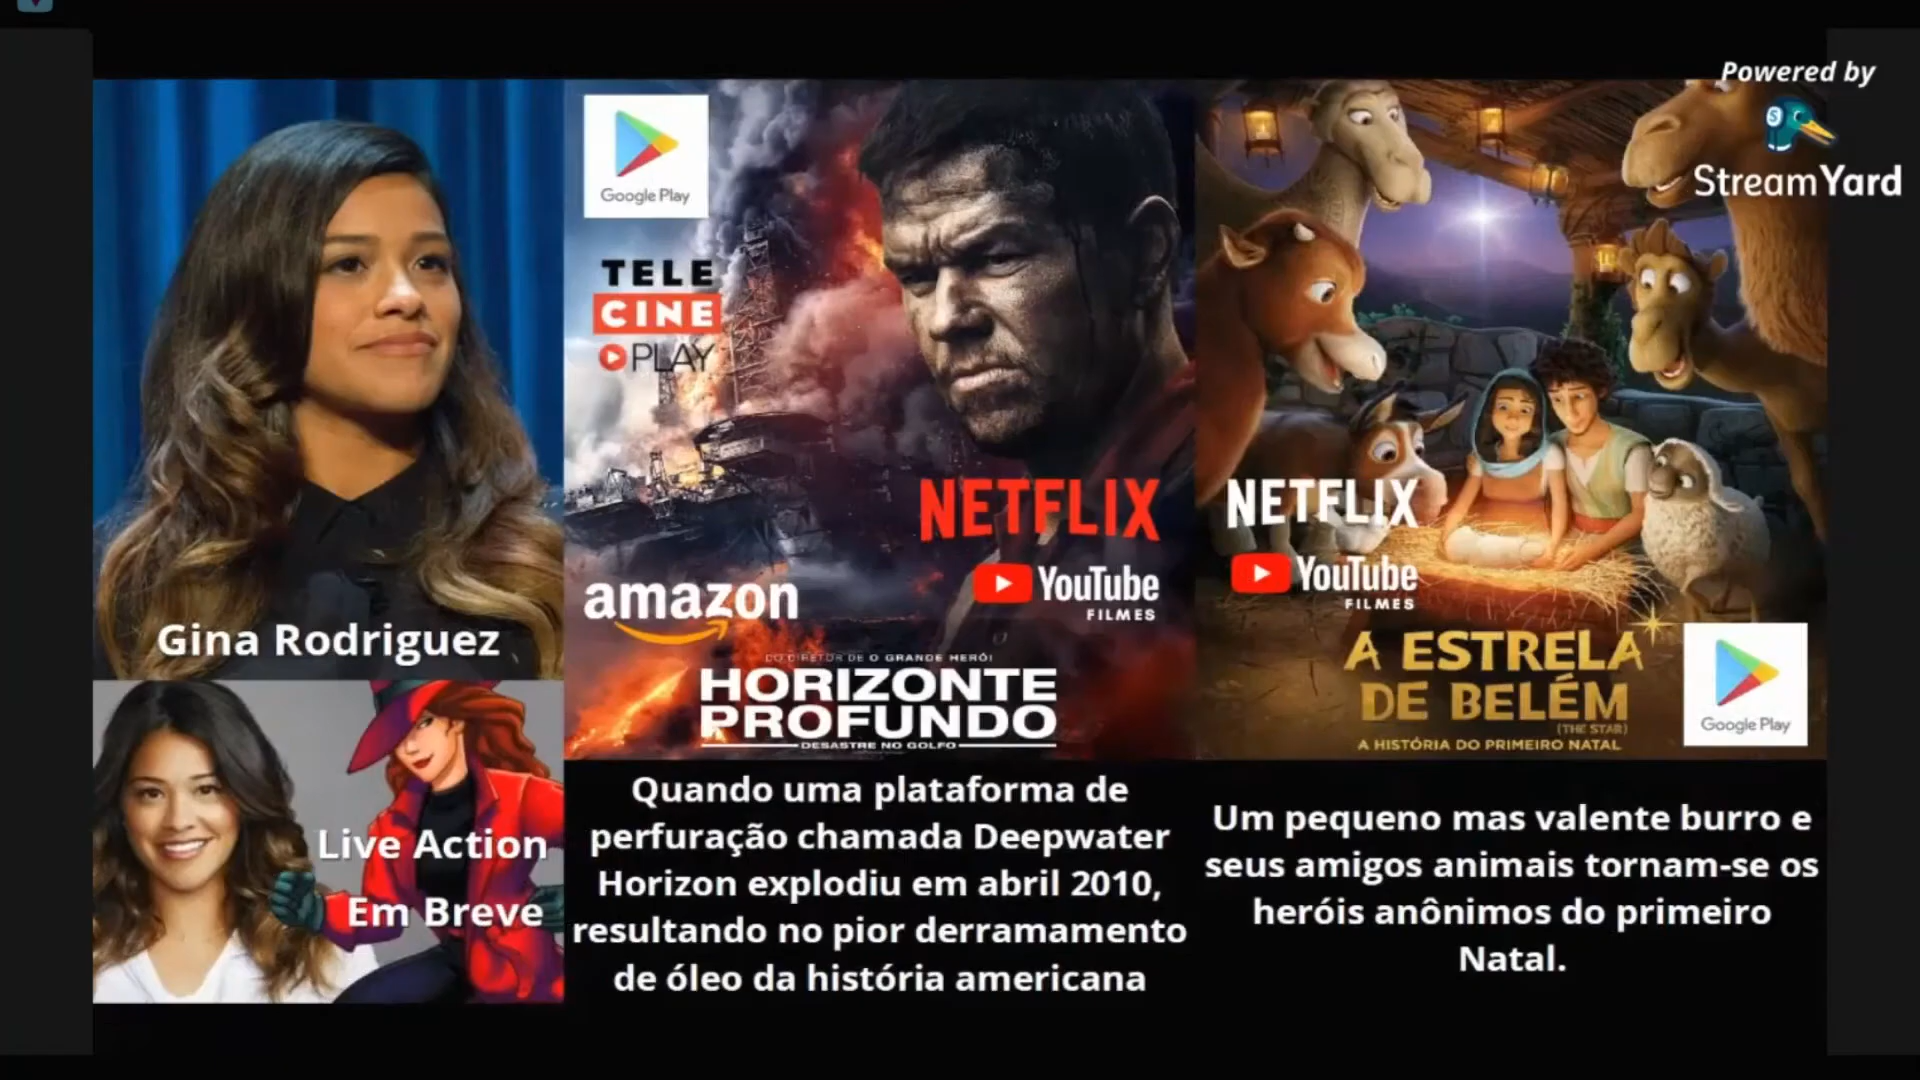 Powered by
StreamYard
Gina Rodriguez
Live Action
Em Breve
Google Play
TELE
CINE
PLAY
NETFLIX
amazon
YouTube
FILMES
DO DIRETOR DE O GRANDE HERÓI
HORIZONTE
PROFUNDO
DESASTRE NO GOLFO
Quando uma plataforma de
perfuração chamada Deepwater
Horizon explodiu em abril 2010,
resultando no pior derramamento
de óleo da história americana
NETFLIX
YouTube
FILMES
A ESTRELA
DE BELÉM
(THE STAR)
A HISTÓRIA DO PRIMEIRO NATAL
Google Play
Um pequeno mas valente burro e
seus amigos animais tornam-se os
heróis anônimos do primeiro
Natal.